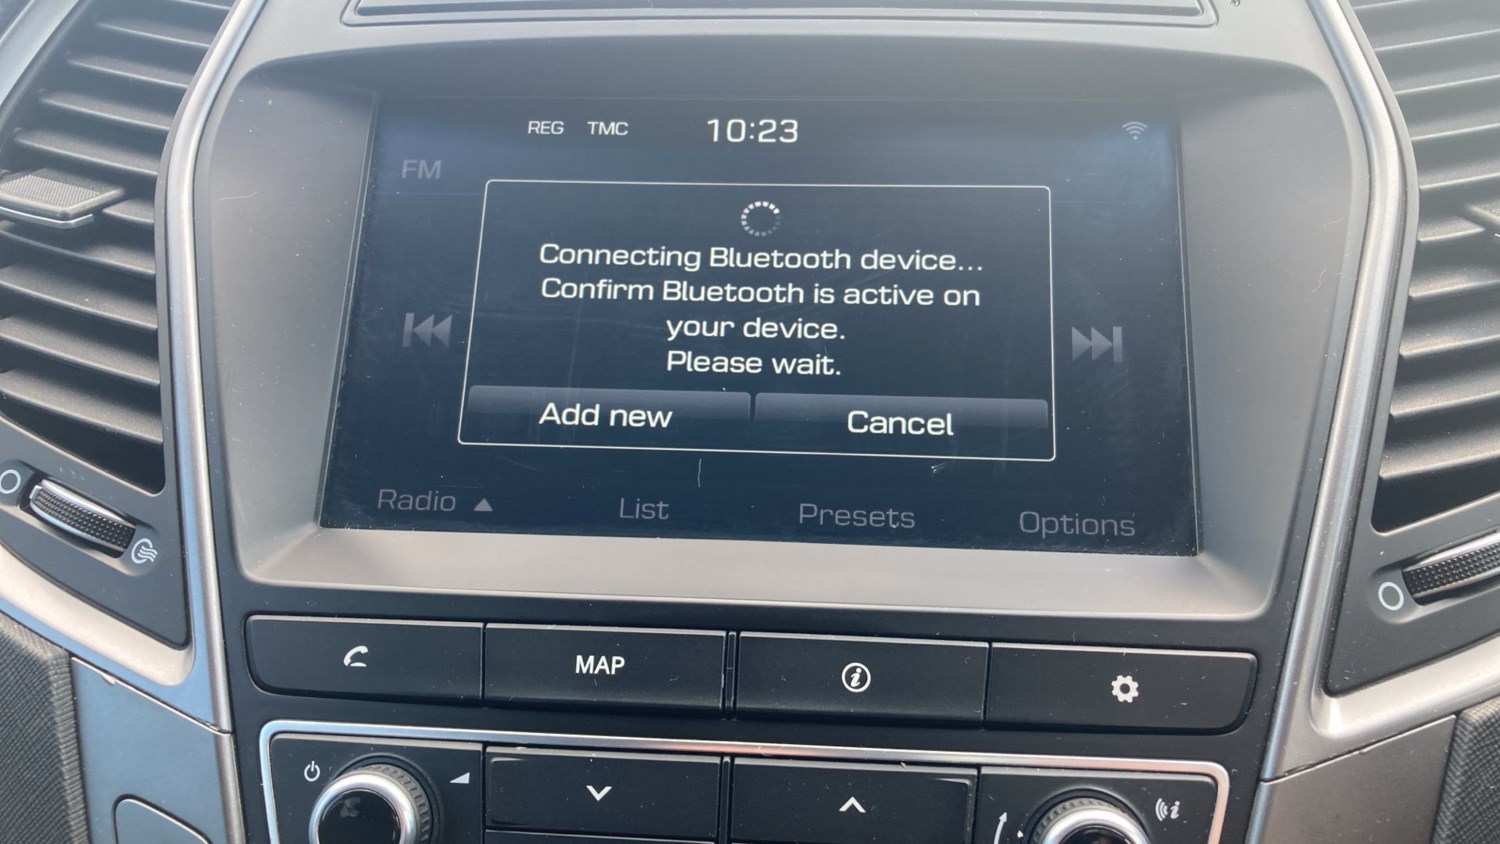 REG TMC 10:23
FM
Connecting Bluetooth device...
Confirm Bluetooth is active on
your device.
Please wait.
Add new Cancel
Radio List Presets Options
MAP